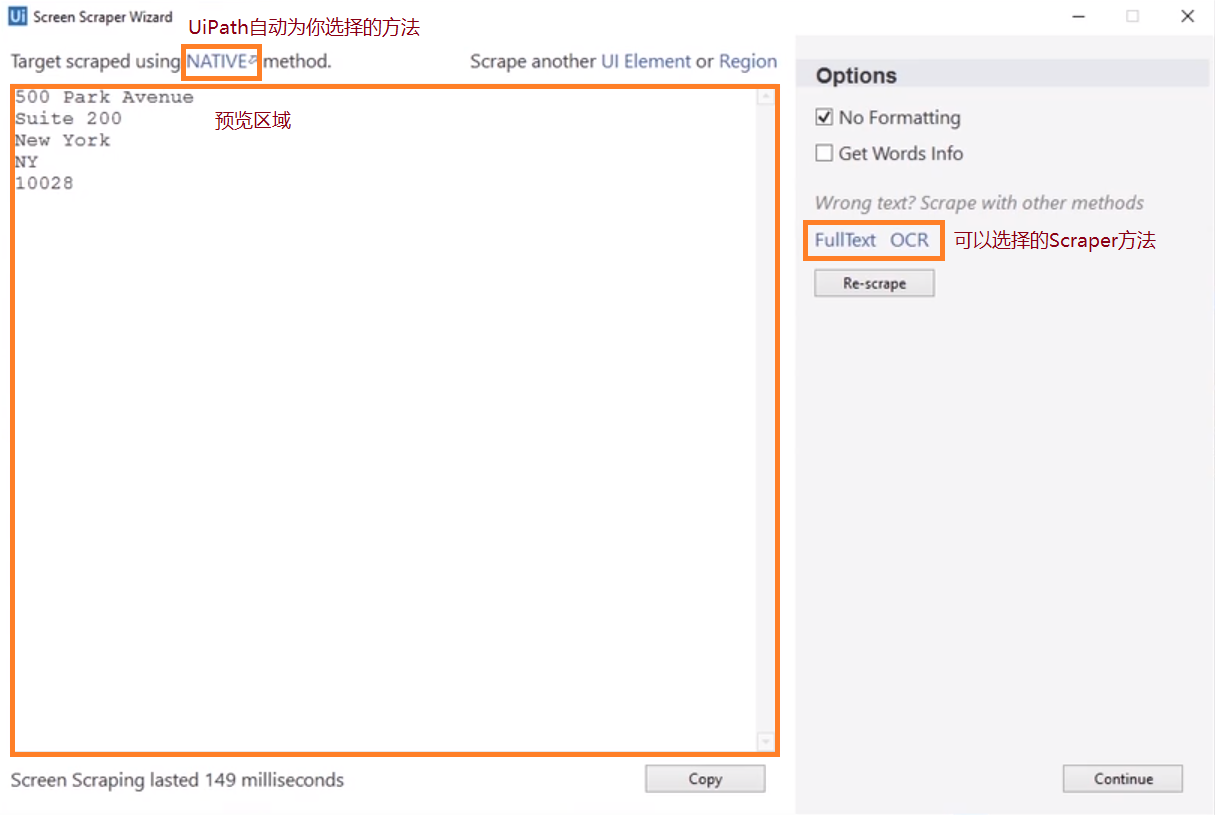 Ui Screen Scraper Wizard
UiPath自动为你选择的方法
Target scraped using NATIVE method.
Scrape another UI Element or Region
500 Park Avenue
Suite 200
New York
NY
10028
预览区域
Screen Scraping lasted 149 milliseconds
Copy
Options
No Formatting
Get Words Info
Wrong text? Scrape with other methods
FullText OCR
可以选择的Scraper方法
Re-scrape
Continue